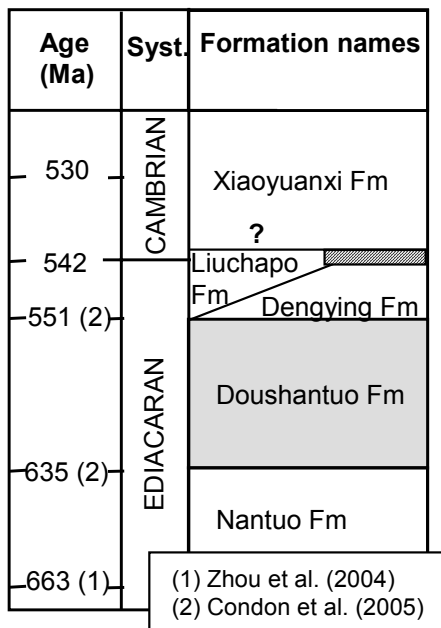 Age
(Ma)
Syst.
Formation names
530
CAMBRIAN
Xiaoyuanxi Fm
?
542
Liuchapo
Fm
Dengying Fm
551 (2)
EDIACARAN
Doushantuo Fm
635 (2)
Nantuo Fm
663 (1)
(1) Zhou et al. (2004)
(2) Condon et al. (2005)